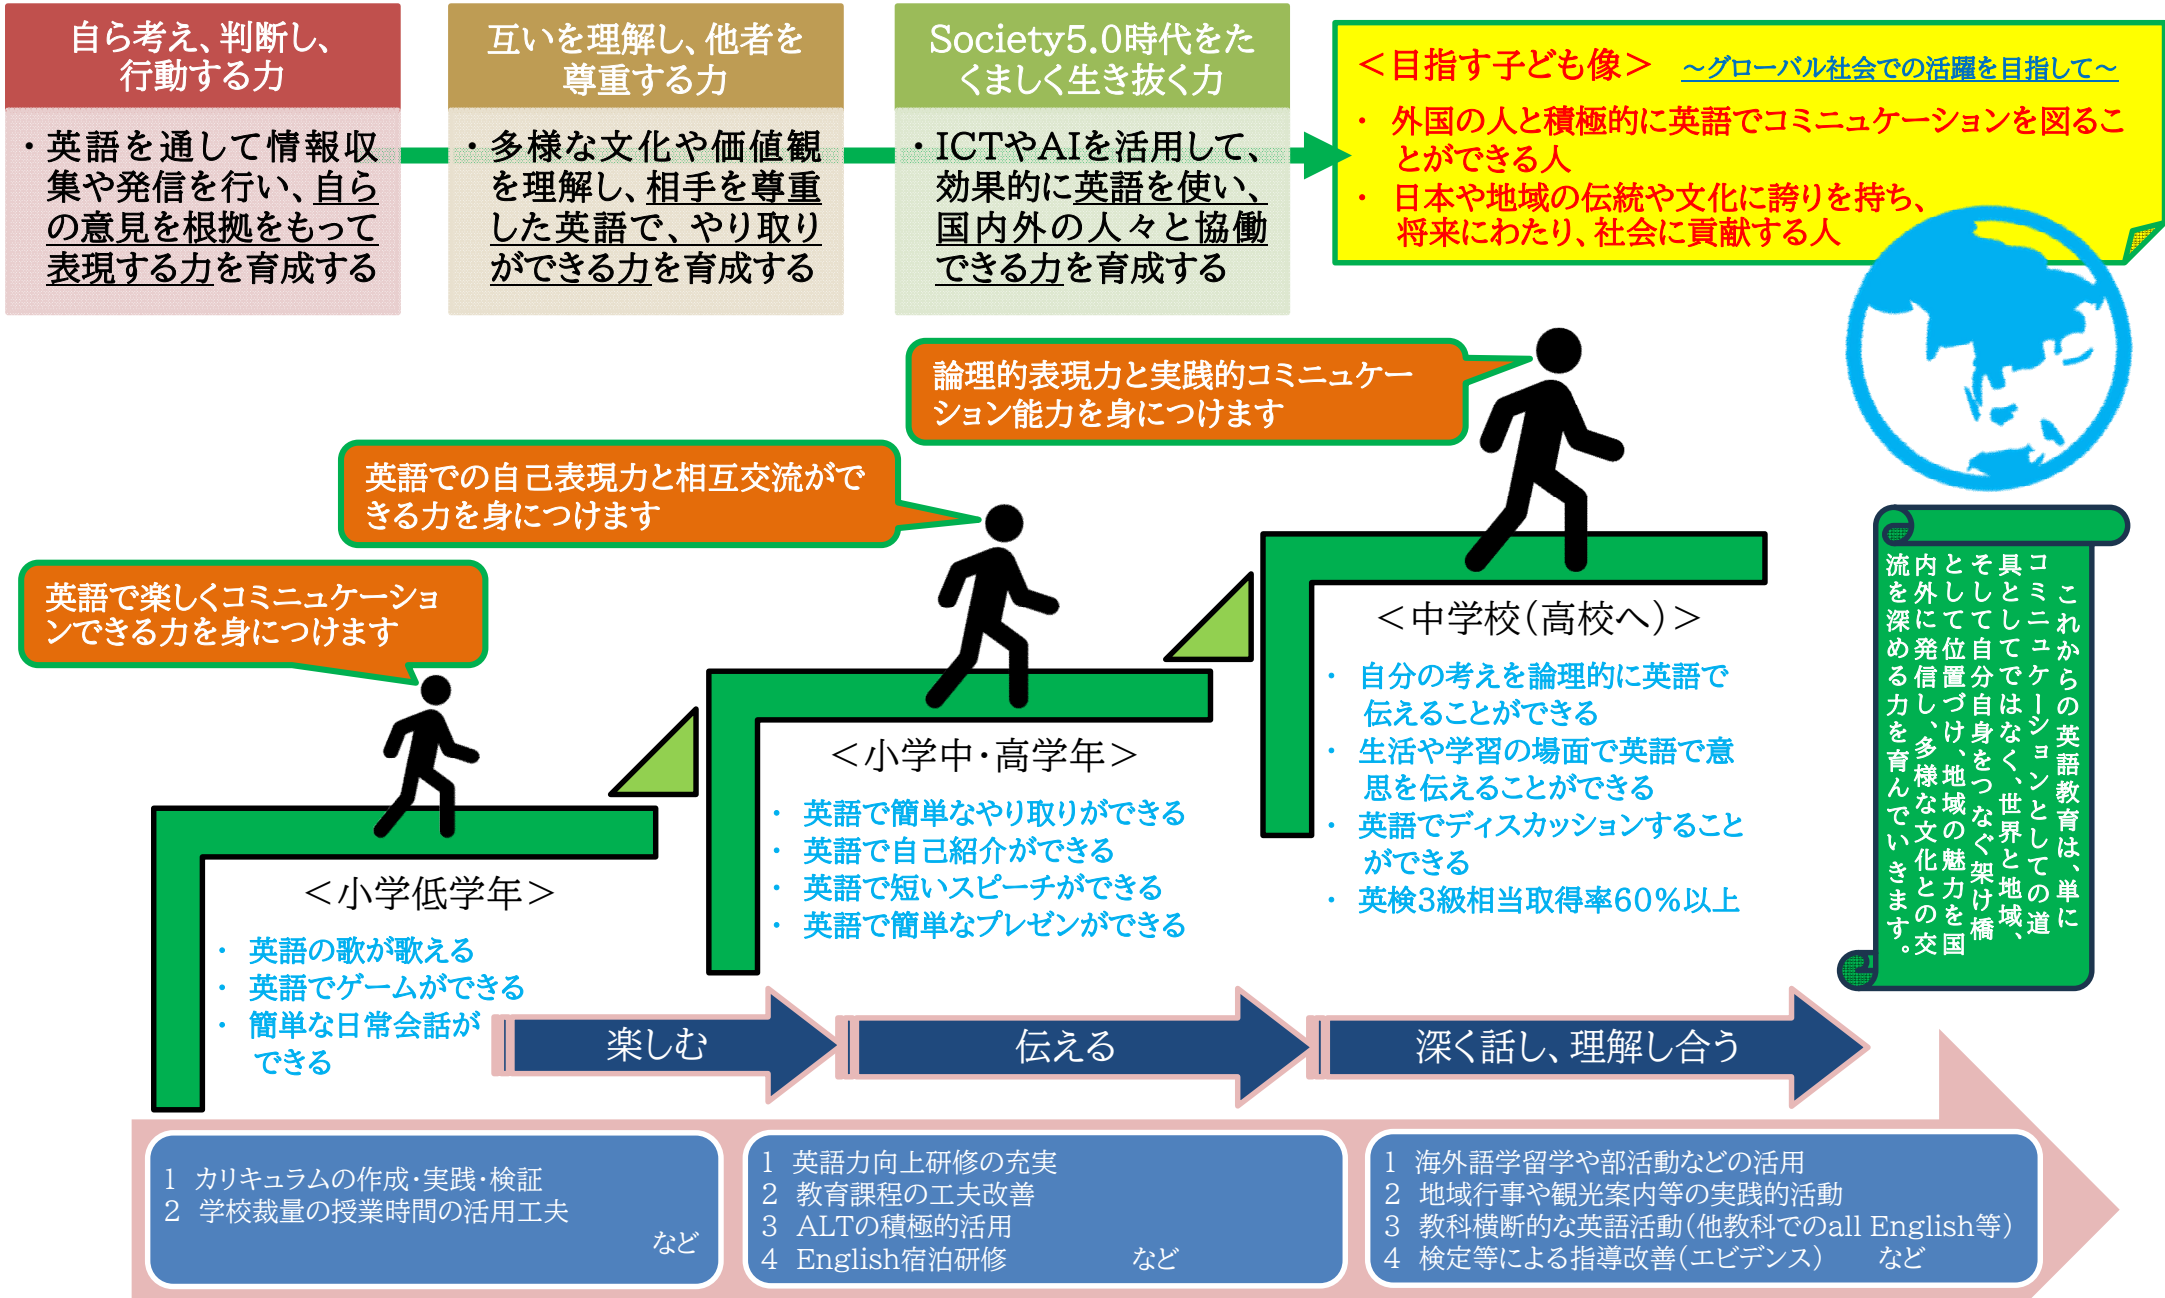 自ら考え、判断し、
行動する力
・英語を通して情報収
集や発信を行い、自ら
の意見を根拠をもって
表現する力を育成する
互いを理解し、他者を
尊重する力
・多様な文化や価値観
を理解し、相手を尊重
した英語で、やり取り
ができる力を育成する
Society5.0時代をた
くましく生き抜く力
・ICTやAIを活用して、
効果的に英語を使い、
国内外の人々と協働
できる力を育成する
＜目指す子ども像＞ ～グローバル社会での活躍を目指して～
・ 外国の人と積極的に英語でコミニュケーションを図るこ
とができる人
・ 日本や地域の伝統や文化に誇りを持ち、
将来にわたり、社会に貢献する人
論理的表現力と実践的コミニュケー
ション能力を身につけます
英語での自己表現力と相互交流がで
きる力を身につけます
英語で楽しくコミニュケーショ
ンできる力を身につけます
＜小学低学年＞
・ 英語の歌が歌える
・ 英語でゲームができる
・ 簡単な日常会話が
できる
＜小学中・高学年＞
・ 英語で簡単なやり取りができる
・ 英語で自己紹介ができる
・ 英語で短いスピーチができる
・ 英語で簡単なプレゼンができる
＜中学校（高校へ）＞
・ 自分の考えを論理的に英語で
伝えることができる
・ 生活や学習の場面で英語で意
思を伝えることができる
・ 英語でディスカッションすること
ができる
・ 英検3級相当取得率60％以上
これからの英語教育は、単に
コミニュケーションとしての道
具としてではなく、世界と地域、
そして自分自身をつなぐ架け橋
として位置づけ、地域の魅力を国
内外に発信し、多様な文化との交
流を深める力を育んでいきます。
楽しむ
伝える
深く話し、理解し合う
1 カリキュラムの作成・実践・検証
2 学校裁量の授業時間の活用工夫
など
1 英語力向上研修の充実
2 教育課程の工夫改善
3 ALTの積極的活用
4 English宿泊研修 など
1 海外語学留学や部活動などの活用
2 地域行事や観光案内等の実践的活動
3 教科横断的な英語活動（他教科でのall English等）
4 検定等による指導改善（エビデンス） など